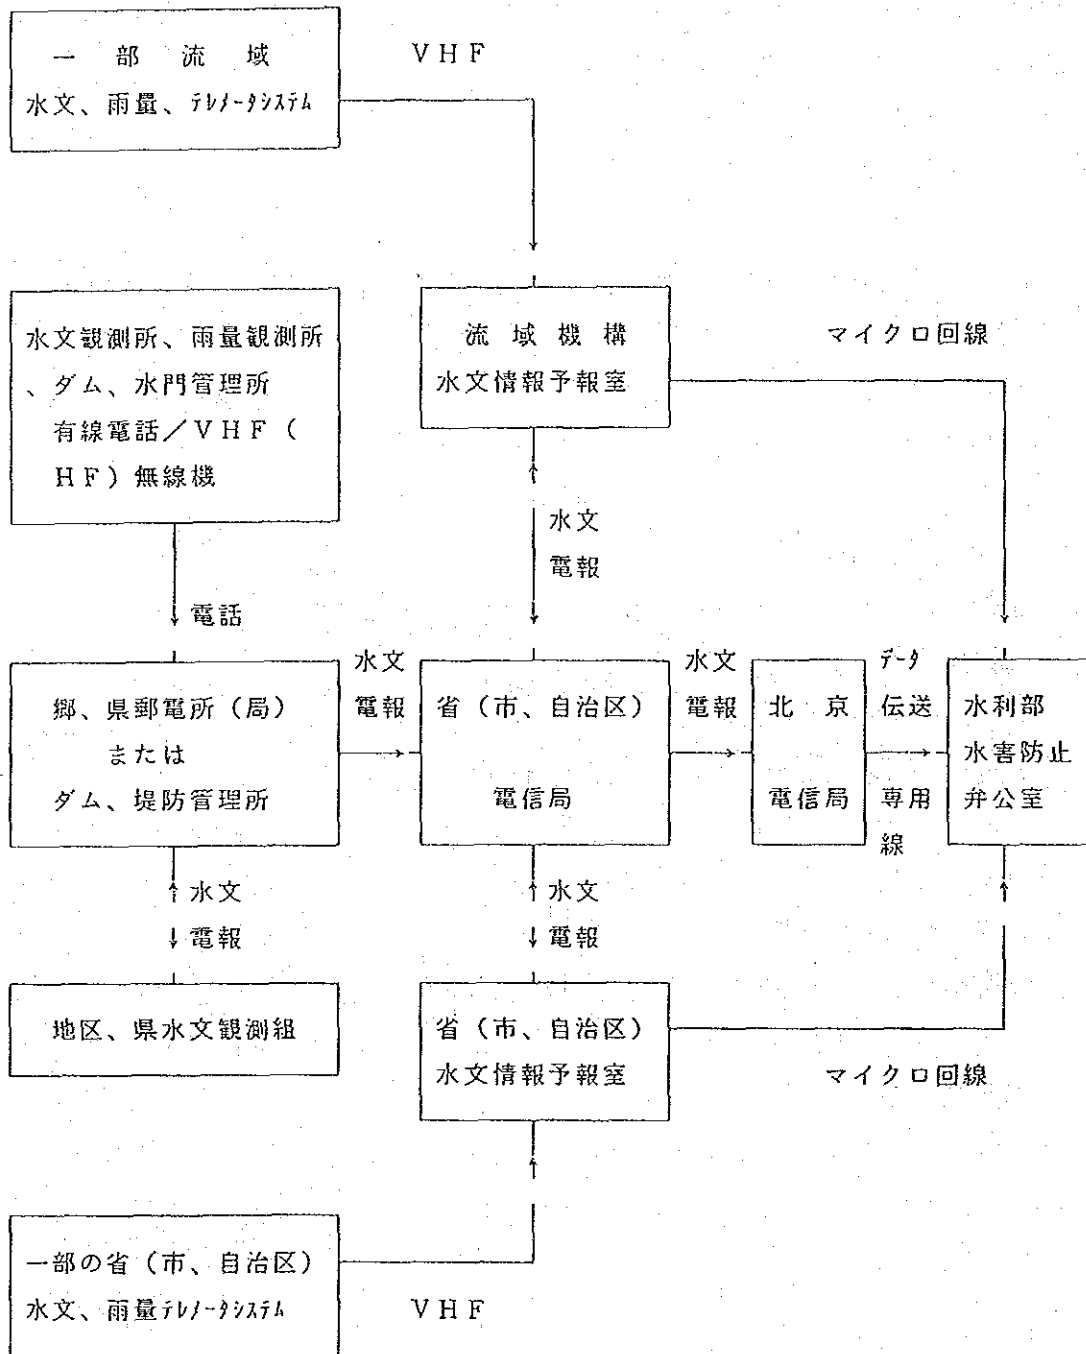 一部流域
水文、雨量、テレメータシステム
VHF
水文観測所、雨量観測所
、ダム、水門管理所
有線電話／VHF（
HF）無線機
流域機構
水文情報予報室
マイクロ回線
水文
電報
電話
郷、県郵電所（局）
または
ダム、堤防管理所
水文
電報
省（市、自治区）
電信局
水文
電報
北京
電信局
データ
伝送
専用
線
水利部
水害防止
弁公室
水文
電報
地区、県水文観測組
水文
電報
省（市、自治区）
水文情報予報室
マイクロ回線
一部の省（市、自治区）
水文、雨量テレメータシステム
VHF